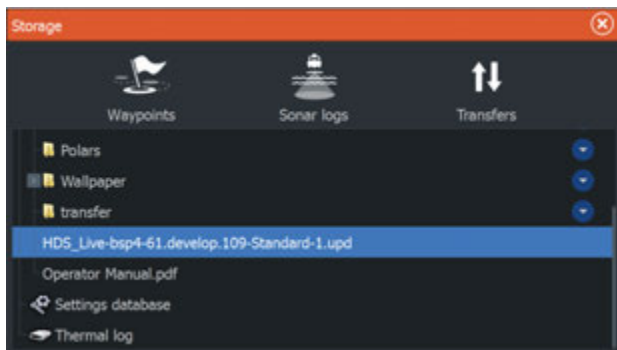 Storage
Waypoints Sonar logs Transfers
Polars
Wallpaper
transfer
HDS_Live-bsp4-61.develop.109-Standard-1.upd
Operator Manual.pdf
Settings database
Thermal log